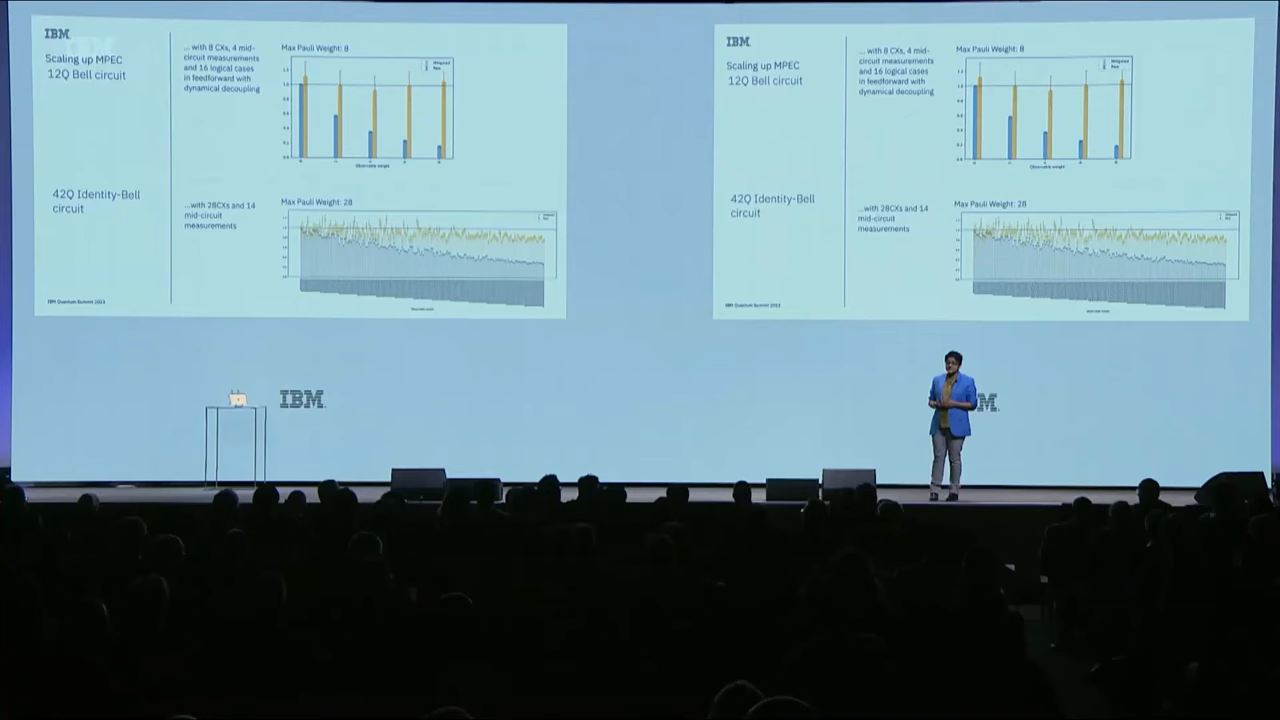 IBM
Scaling up MPEC
12Q Bell circuit
... with 8 CXs, 4 mid-
circuit measurements
and 16 logical cases
in feedforward with
dynamical decoupling
Max Pauli Weight: 8
Observable weight
42Q Identity-Bell
circuit
...with 28CXs and 14
mid-circuit
measurements
Max Pauli Weight: 28
IBM Quantum Summit 2023
IBM
Scaling up MPEC
12Q Bell circuit
... with 8 CXs, 4 mid-
circuit measurements
and 16 logical cases
in feedforward with
dynamical decoupling
Max Pauli Weight: 8
Observable weight
42Q Identity-Bell
circuit
...with 28CXs and 14
mid-circuit
measurements
Max Pauli Weight: 28
IBM Quantum Summit 2023
IBM
M